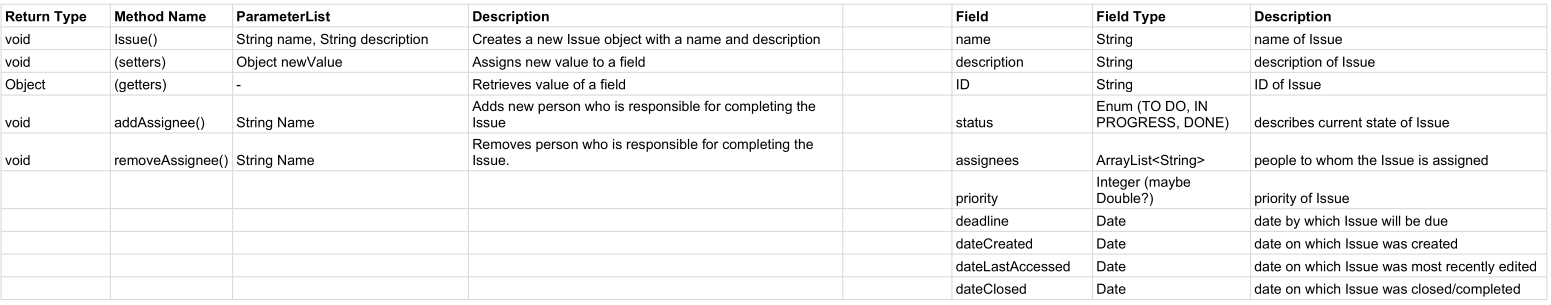 Return Type Method Name ParameterList Description Field Field Type Description
void Issue() String name, String description Creates a new Issue object with a name and description name String name of Issue
void (setters) Object newValue Assigns new value to a field description String description of Issue
Object (getters) - Retrieves value of a field ID String ID of Issue
void addAssignee() String Name Adds new person who is responsible for completing the
Issue status Enum (TO DO, IN
PROGRESS, DONE) describes current state of Issue
void removeAssignee() String Name Removes person who is responsible for completing the
Issue. assignees ArrayList<String> people to whom the Issue is assigned
priority Integer (maybe
Double?) priority of Issue
deadline Date date by which Issue will be due
dateCreated Date date on which Issue was created
dateLastAccessed Date date on which Issue was most recently edited
dateClosed Date date on which Issue was closed/completed